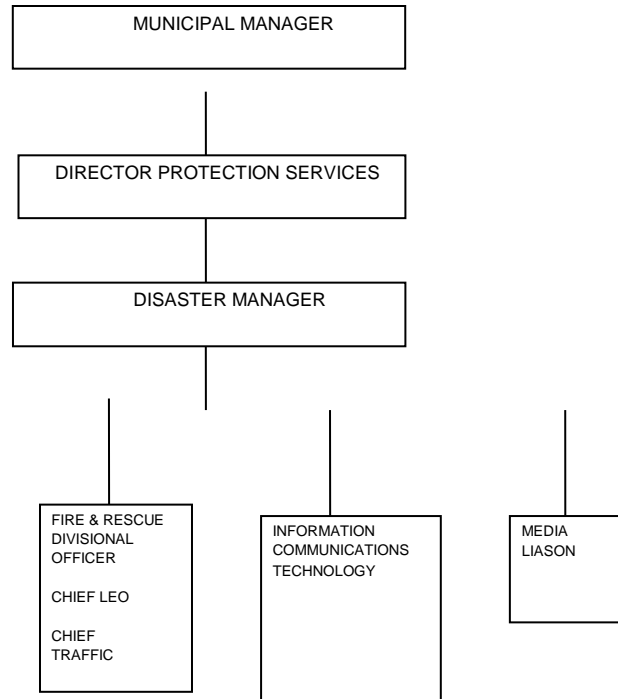 MUNICIPAL MANAGER
DIRECTOR PROTECTION SERVICES
DISASTER MANAGER
FIRE & RESCUE
DIVISIONAL
OFFICER
CHIEF LEO
CHIEF
TRAFFIC
INFORMATION
COMMUNICATIONS
TECHNOLOGY
MEDIA
LIASON